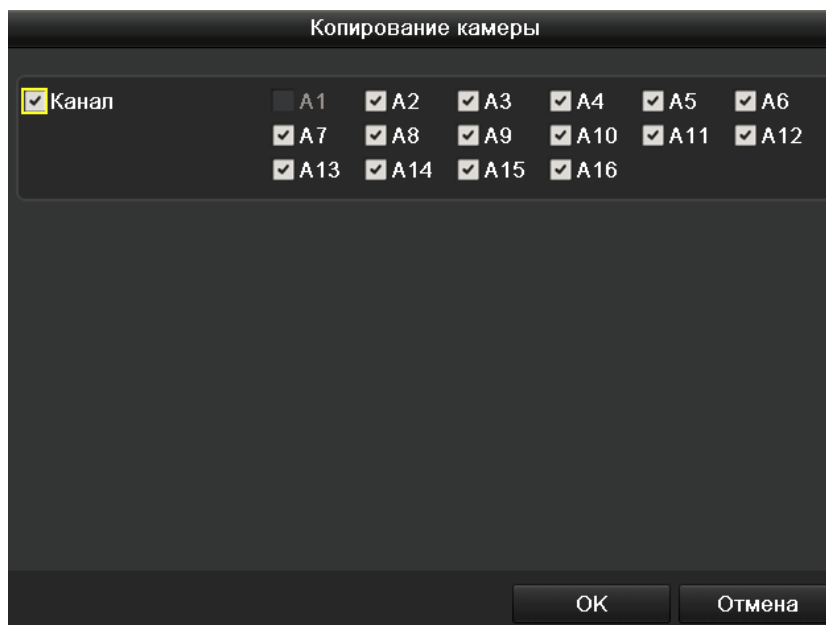 Копирование камеры
Канал A1 A2 A3 A4 A5 A6
A7 A8 A9 A10 A11 A12
A13 A14 A15 A16
OK Отмена